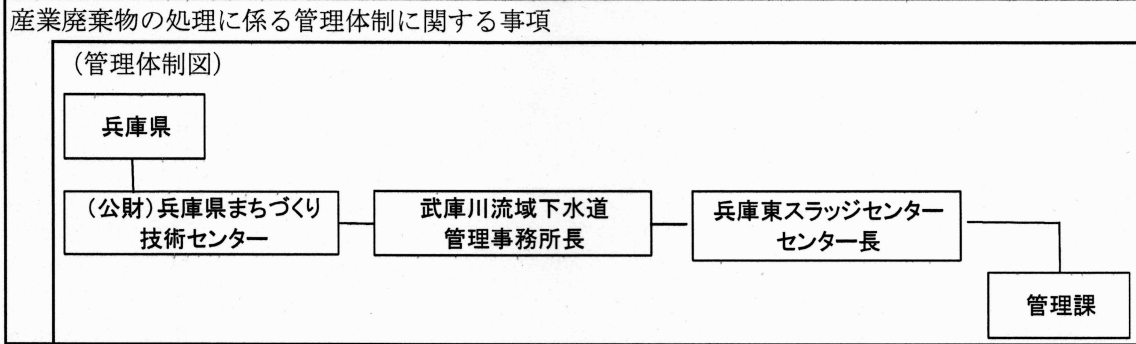 産業廃棄物の処理に係る管理体制に関する事項
（管理体制図）
兵庫県
（公財）兵庫県まちづくり
技術センター
武庫川流域下水道
管理事務所長
兵庫東スラッジセンター
センター長
管理課